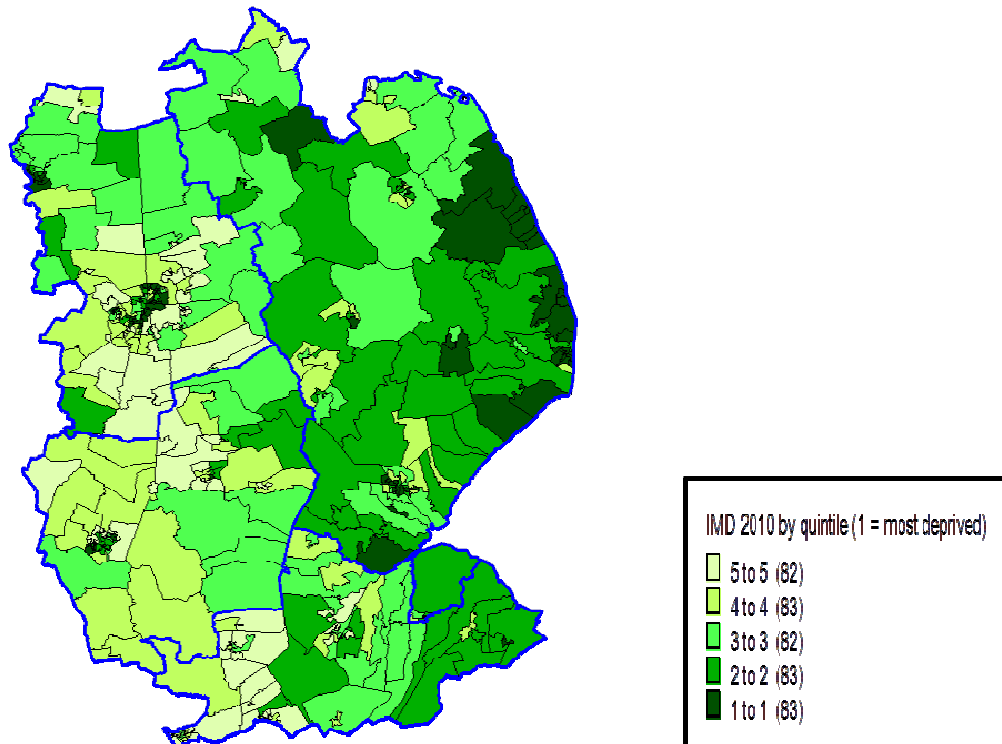 IMD 2010 by quintile (1 = most deprived)
5 to 5 (82)
4 to 4 (83)
3 to 3 (82)
2 to 2 (83)
1 to 1 (83)